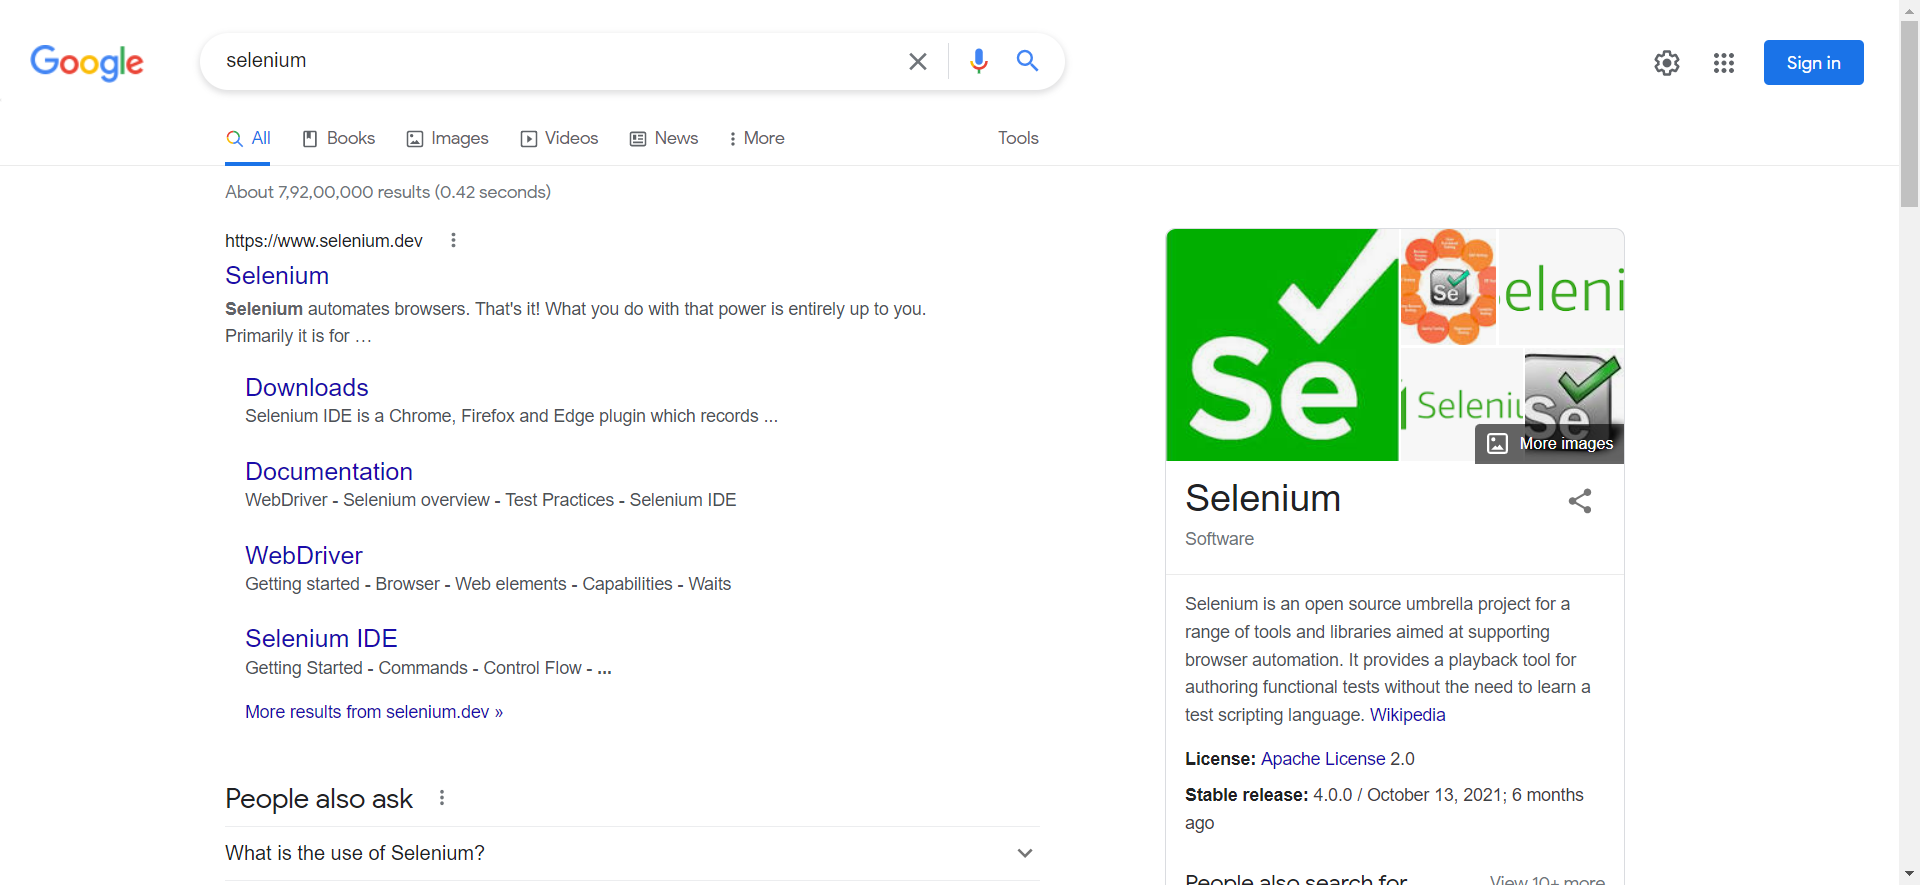 Google
selenium
Sign in
All
Books
Images
Videos
News
More
Tools
About 7,92,00,000 results (0.42 seconds)
https://www.selenium.dev
Selenium
Selenium automates browsers. That's it! What you do with that power is entirely up to you.
Primarily it is for …
Downloads
Selenium IDE is a Chrome, Firefox and Edge plugin which records ...
Documentation
WebDriver - Selenium overview - Test Practices - Selenium IDE
WebDriver
Getting started - Browser - Web elements - Capabilities - Waits
Selenium IDE
Getting Started - Commands - Control Flow - ...
More results from selenium.dev »
People also ask
What is the use of Selenium?
Se
Se
eleni
Seleniu
Se
More images
Selenium
Software
Selenium is an open source umbrella project for a
range of tools and libraries aimed at supporting
browser automation. It provides a playback tool for
authoring functional tests without the need to learn a
test scripting language. Wikipedia
License: Apache License 2.0
Stable release: 4.0.0 / October 13, 2021; 6 months
ago
People also search for
View 10+ more